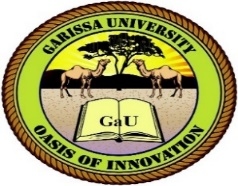 GARISSA UNIVERSITY
GaU
OASIS OF INNOVATION